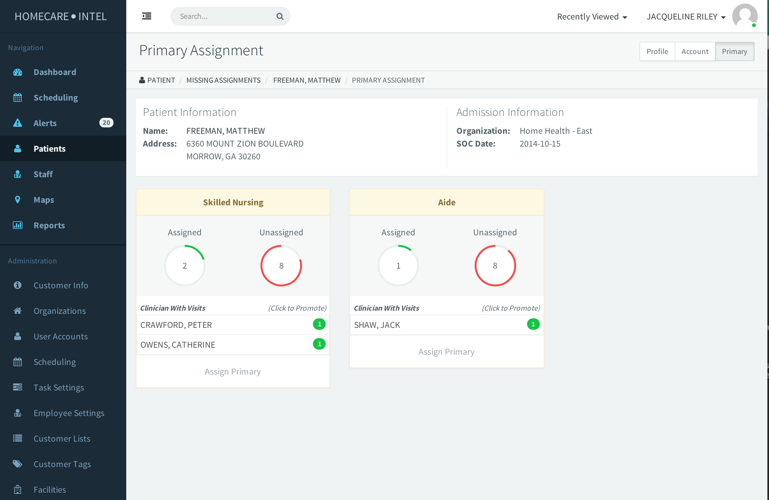 HOMECARE • INTEL
Search...
Recently Viewed
JACQUELINE RILEY
Navigation
Dashboard
Scheduling
Alerts 20
Patients
Staff
Maps
Reports
Administration
Customer Info
Organizations
User Accounts
Scheduling
Task Settings
Employee Settings
Customer Lists
Customer Tags
Facilities
Primary Assignment
Profile Account Primary
PATIENT / MISSING ASSIGNMENTS / FREEMAN, MATTHEW / PRIMARY ASSIGNMENT
Patient Information
Name: FREEMAN, MATTHEW
Address: 6360 MOUNT ZION BOULEVARD
MORROW, GA 30260
Admission Information
Organization: Home Health - East
SOC Date: 2014-10-15
Skilled Nursing
Assigned Unassigned
2 8
Clinician With Visits (Click to Promote)
CRAWFORD, PETER 1
OWENS, CATHERINE 1
Assign Primary
Aide
Assigned Unassigned
1 8
Clinician With Visits (Click to Promote)
SHAW, JACK 1
Assign Primary